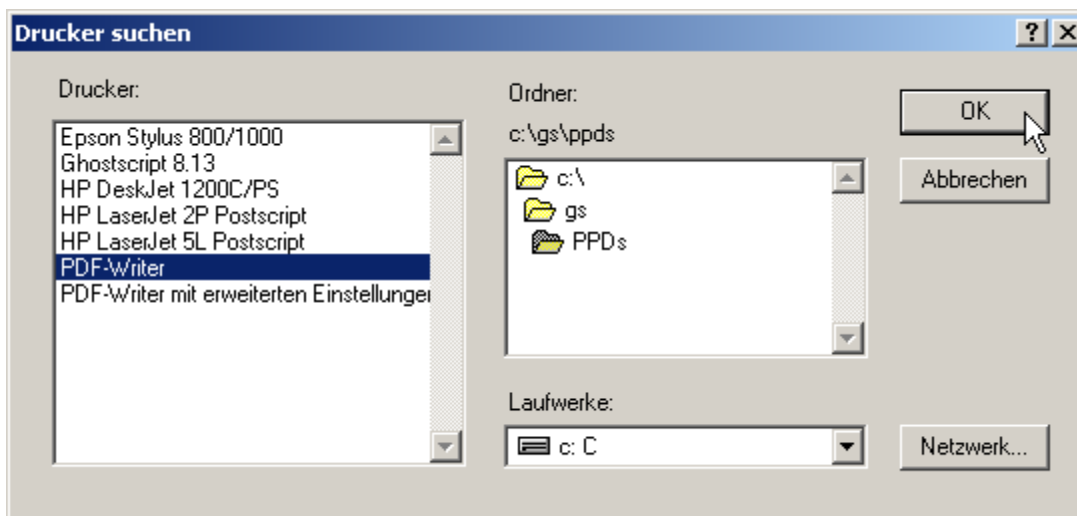 Drucker suchen
Drucker:
Epson Stylus 800/1000
Ghostscript 8.13
HP DeskJet 1200C/PS
HP LaserJet 2P Postscript
HP LaserJet 5L Postscript
PDF-Writer
PDF-Writer mit erweiterten Einstellungen
Ordner:
c:\gs\ppds
c:\
gs
PPDs
Laufwerke:
c: C
OK
Abbrechen
Netzwerk...